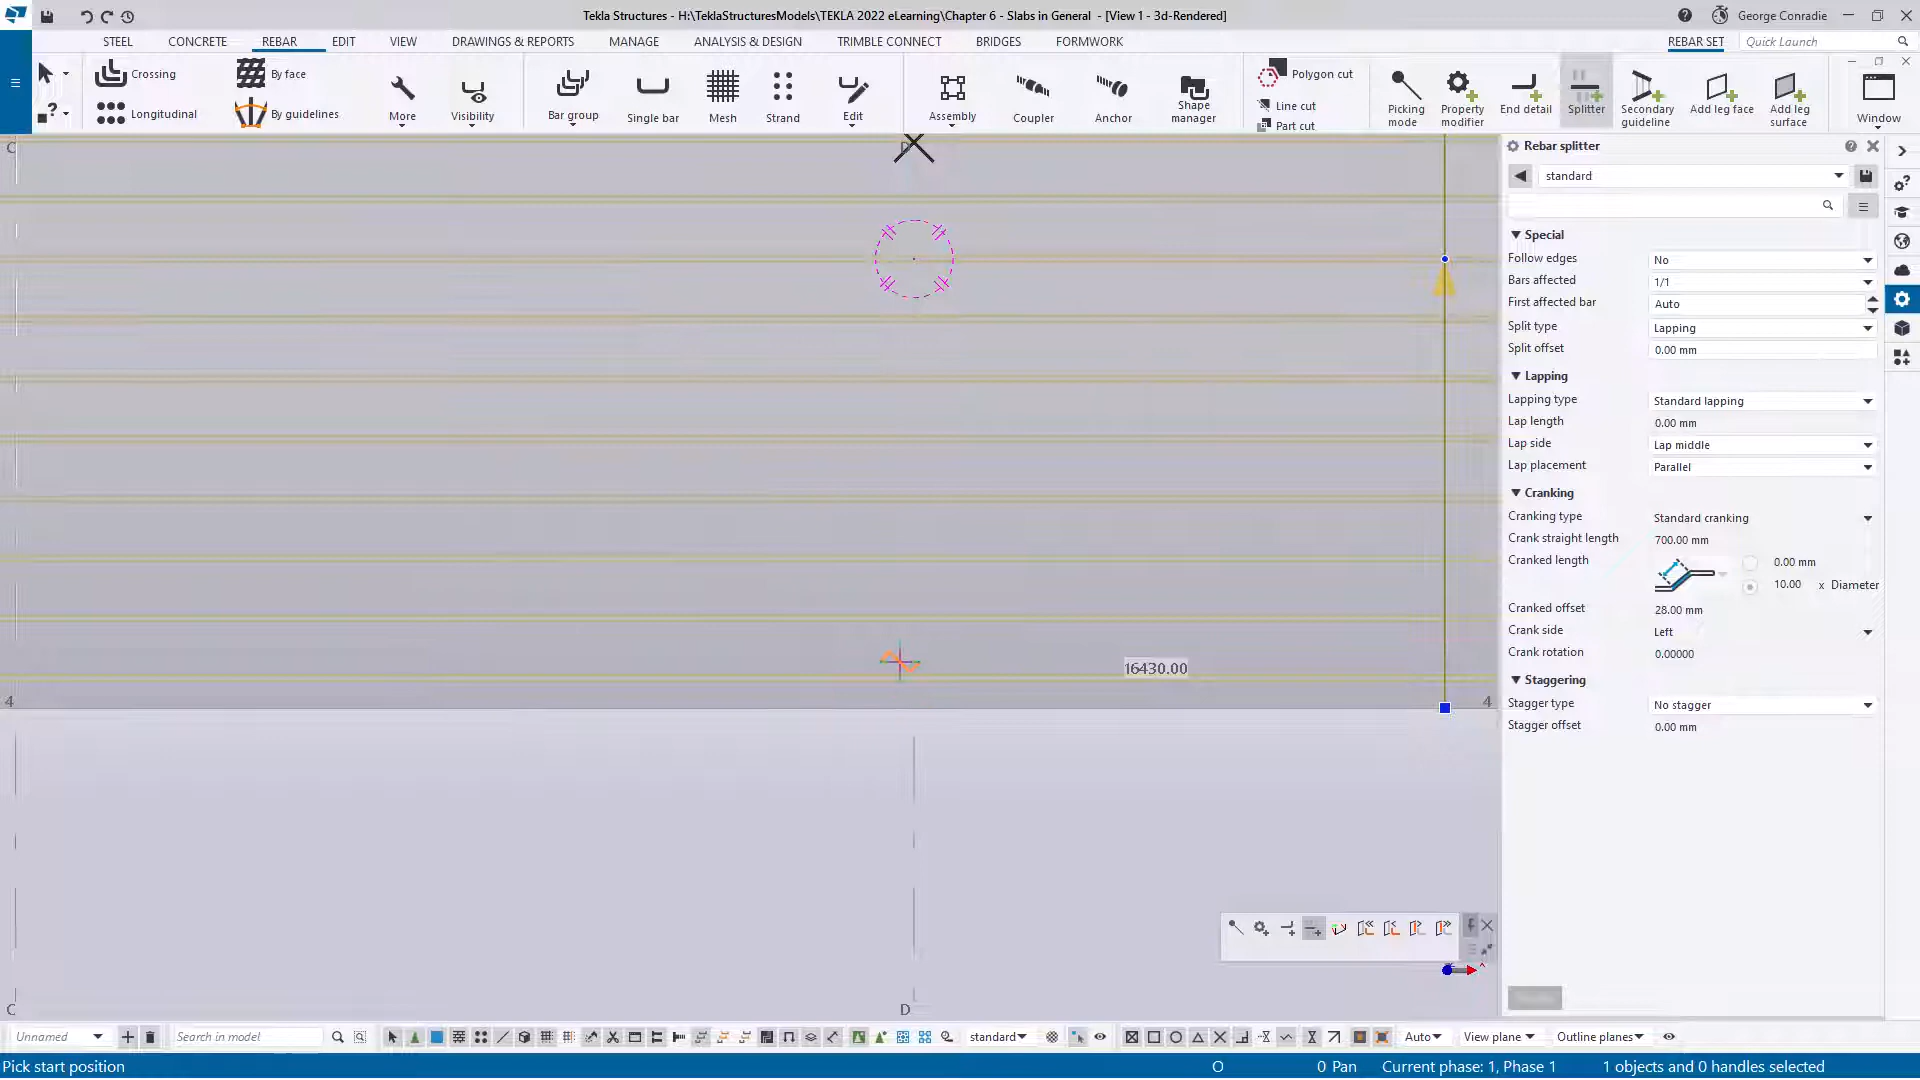 Tekla Structures - H:\TeklaStructuresModels\TEKLA 2022 eLearning\Chapter 6 - Slabs in General - [View 1 - 3d-Rendered]
George Conradie
STEEL CONCRETE REBAR EDIT VIEW DRAWINGS & REPORTS MANAGE ANALYSIS & DESIGN TRIMBLE CONNECT BRIDGES FORMWORK REBAR SET Quick Launch
Crossing
Longitudinal
By face
By guidelines
More
Visibility
Bar group
Single bar
Mesh
Strand
Edit
Assembly
Coupler
Anchor
Shape manager
Polygon cut
Line cut
Part cut
Picking mode
Property modifier
End detail
Splitter
Secondary guideline
Add leg face
Add leg surface
Window
C
D
16430.00
4
4
C
D
Rebar splitter
standard
Special
Follow edges No
Bars affected 1/1
First affected bar Auto
Split type Lapping
Split offset 0.00 mm
Lapping
Lapping type Standard lapping
Lap length 0.00 mm
Lap side Lap middle
Lap placement Parallel
Cranking
Cranking type Standard cranking
Crank straight length 700.00 mm
Cranked length 0.00 mm
10.00 x Diameter
Cranked offset 28.00 mm
Crank side Left
Crank rotation 0.00000
Staggering
Stagger type No stagger
Stagger offset 0.00 mm
Unnamed Search in model standard Auto View plane Outline planes
Pick start position O 0 Pan Current phase: 1, Phase 1 1 objects and 0 handles selected